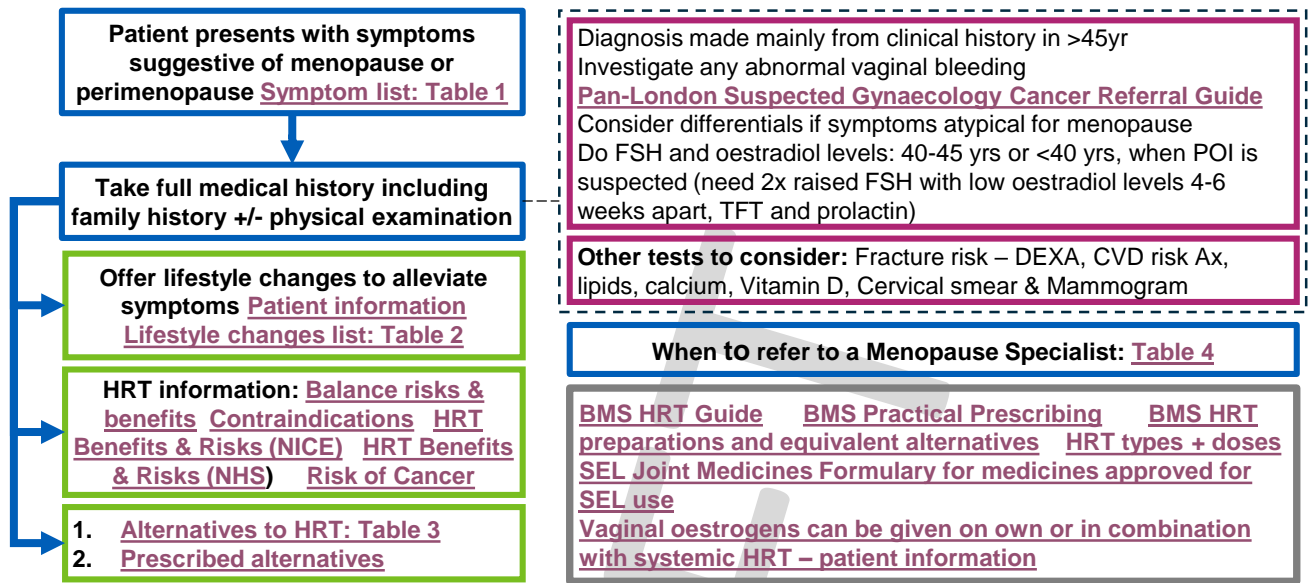 Patient presents with symptoms
suggestive of menopause or
perimenopause Symptom list: Table 1
Take full medical history including
family history +/- physical examination
Offer lifestyle changes to alleviate
symptoms Patient information
Lifestyle changes list: Table 2
HRT information: Balance risks &
benefits Contraindications HRT
Benefits & Risks (NICE) HRT Benefits
& Risks (NHS) Risk of Cancer
1. Alternatives to HRT: Table 3
2. Prescribed alternatives
Diagnosis made mainly from clinical history in >45yr
Investigate any abnormal vaginal bleeding
Pan-London Suspected Gynaecology Cancer Referral Guide
Consider differentials if symptoms atypical for menopause
Do FSH and oestradiol levels: 40-45 yrs or <40 yrs, when POI is
suspected (need 2x raised FSH with low oestradiol levels 4-6
weeks apart, TFT and prolactin)
Other tests to consider: Fracture risk – DEXA, CVD risk Ax,
lipids, calcium, Vitamin D, Cervical smear & Mammogram
When to refer to a Menopause Specialist: Table 4
BMS HRT Guide BMS Practical Prescribing BMS HRT
preparations and equivalent alternatives HRT types + doses
SEL Joint Medicines Formulary for medicines approved for
SEL use
Vaginal oestrogens can be given on own or in combination
with systemic HRT – patient information